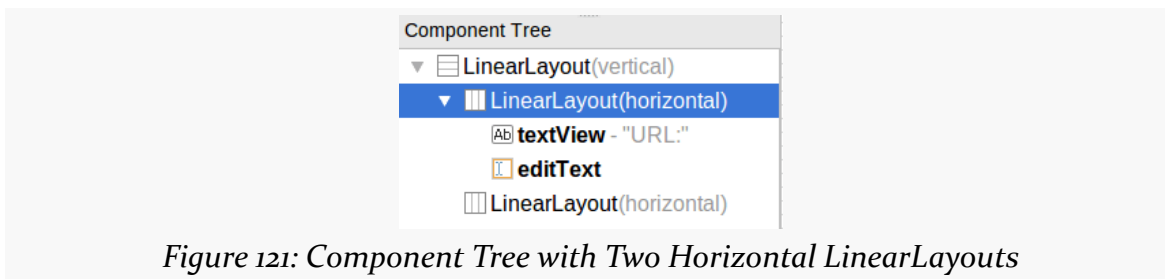 Component Tree
LinearLayout(vertical)
LinearLayout(horizontal)
Ab textView - "URL:"
editText
LinearLayout(horizontal)
Figure 121: Component Tree with Two Horizontal LinearLayouts